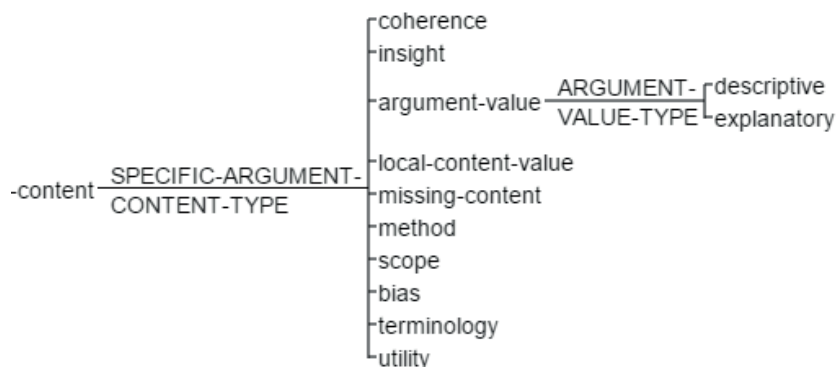 coherence
insight
argument-value ARGUMENT- descriptive
VALUE-TYPE explanatory
local-content-value
-content SPECIFIC-ARGUMENT-
CONTENT-TYPE
missing-content
method
scope
bias
terminology
utility